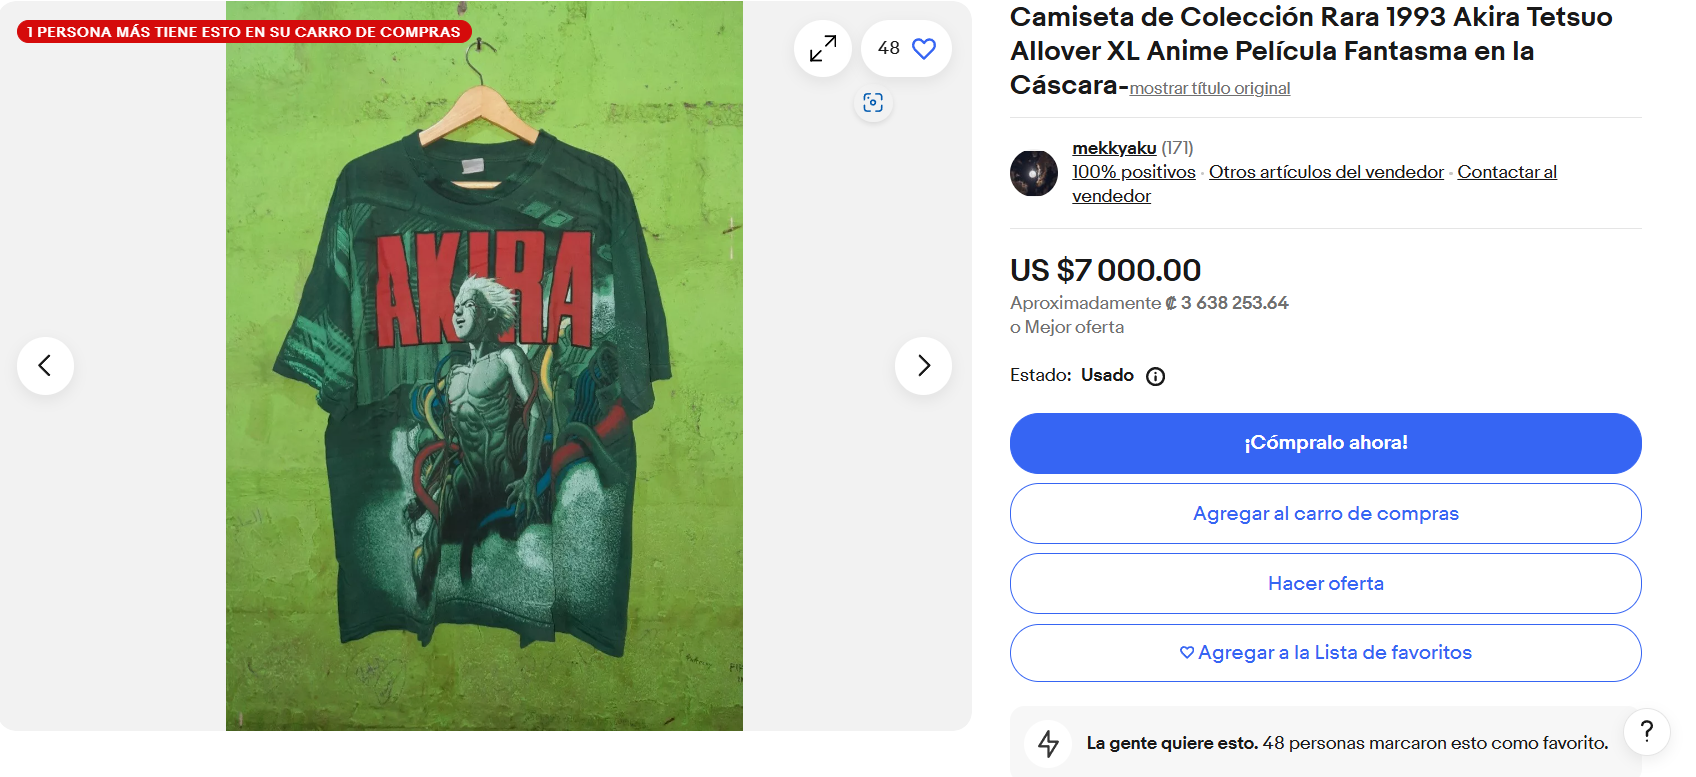 1 PERSONA MÁS TIENE ESTO EN SU CARRO DE COMPRAS
48
AKIRA
Camiseta de Colección Rara 1993 Akira Tetsuo
Allover XL Anime Película Fantasma en la
Cáscara-mostrar título original
mekkyaku (171)
100% positivos · Otros artículos del vendedor · Contactar al
vendedor
US $7 000.00
Aproximadamente ₡ 3 638 253.64
o Mejor oferta
Estado: Usado
¡Cómpralo ahora!
Agregar al carro de compras
Hacer oferta
Agregar a la Lista de favoritos
La gente quiere esto. 48 personas marcaron esto como favorito.
?